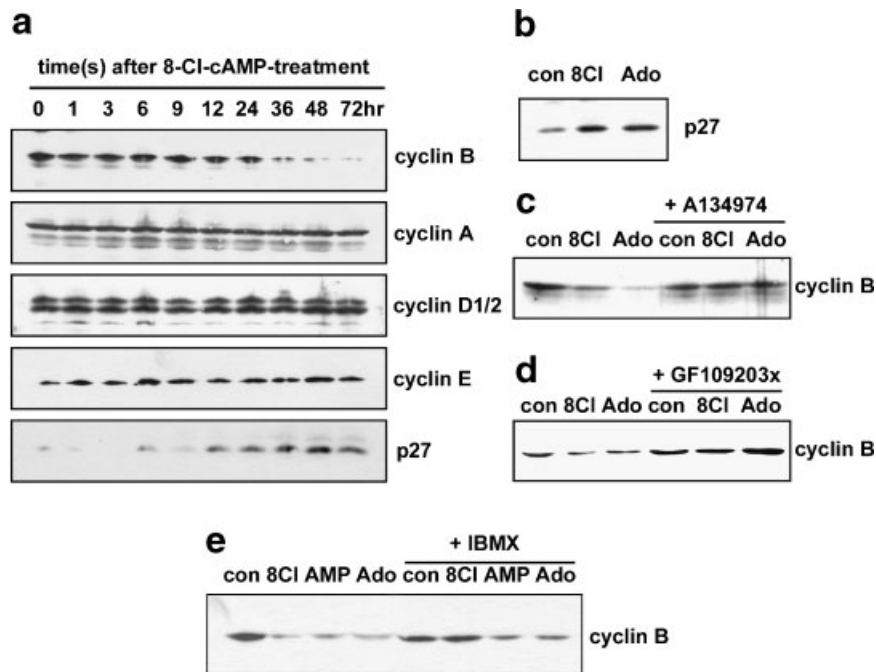 a
time(s) after 8-Cl-cAMP-treatment
0 1 3 6 9 12 24 36 48 72hr
cyclin B
cyclin A
cyclin D1/2
cyclin E
p27
b
con 8Cl Ado
p27
c
+ A134974
con 8Cl Ado con 8Cl Ado
cyclin B
d
+ GF109203x
con 8Cl Ado con 8Cl Ado
cyclin B
e
+ IBMX
con 8Cl AMP Ado con 8Cl AMP Ado
cyclin B